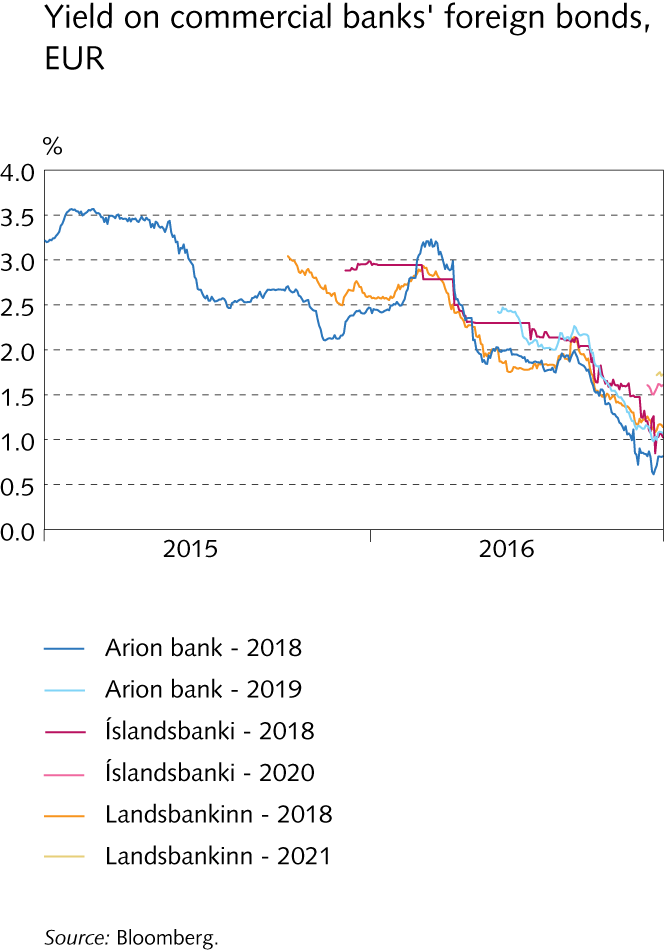 Yield on commercial banks' foreign bonds,
EUR
%
4.0
3.5
3.0
2.5
2.0
1.5
1.0
0.5
0.0
2015 2016
Arion bank - 2018
Arion bank - 2019
Íslandsbanki - 2018
Íslandsbanki - 2020
Landsbankinn - 2018
Landsbankinn - 2021
Source: Bloomberg.